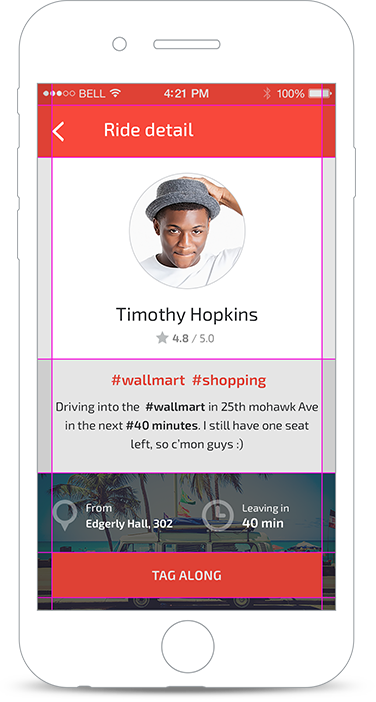 BELL 4:21 PM 100%
Ride detail
Timothy Hopkins
4.8 / 5.0
#wallmart #shopping
Driving into the #wallmart in 25th mohawk Ave
in the next #40 minutes. I still have one seat
left, so c'mon guys :)
From Leaving in
Edgerly Hall, 302 40 min
TAG ALONG